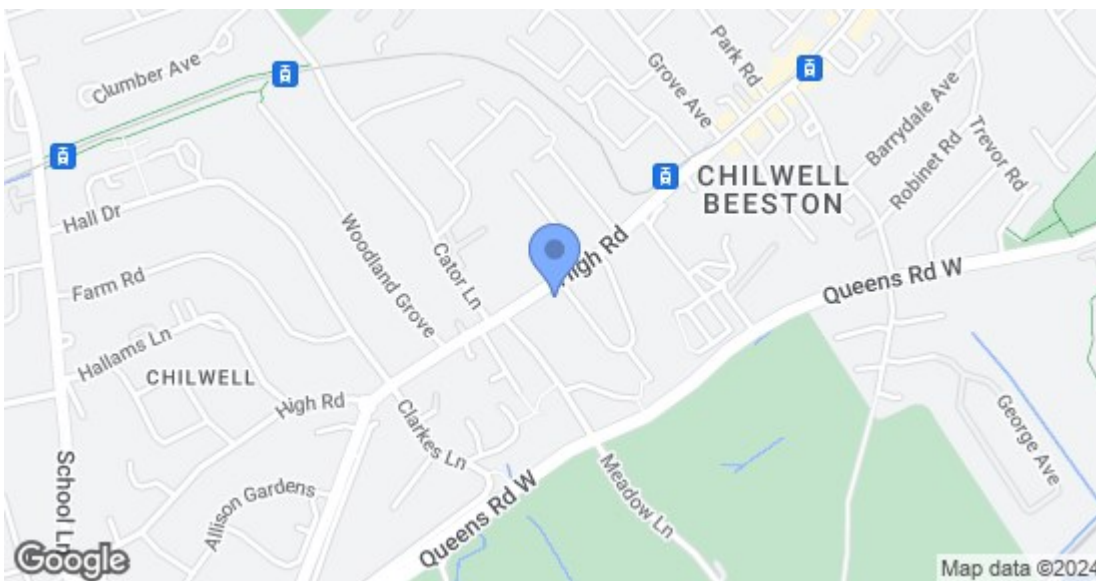 Clumber Ave
Grove Ave
Park Rd
Barrydale Ave
Trevor Rd
Robinet Rd
CHILWELL
BEESTON
Hall Dr
Woodland Grove
Cator Ln
High Rd
Queens Rd W
Farm Rd
Hallams Ln
CHILWELL
High Rd
Clarkes Ln
School Ln
Allison Gardens
Queens Rd W
Meadow Ln
George Ave
Google
Map data ©2024